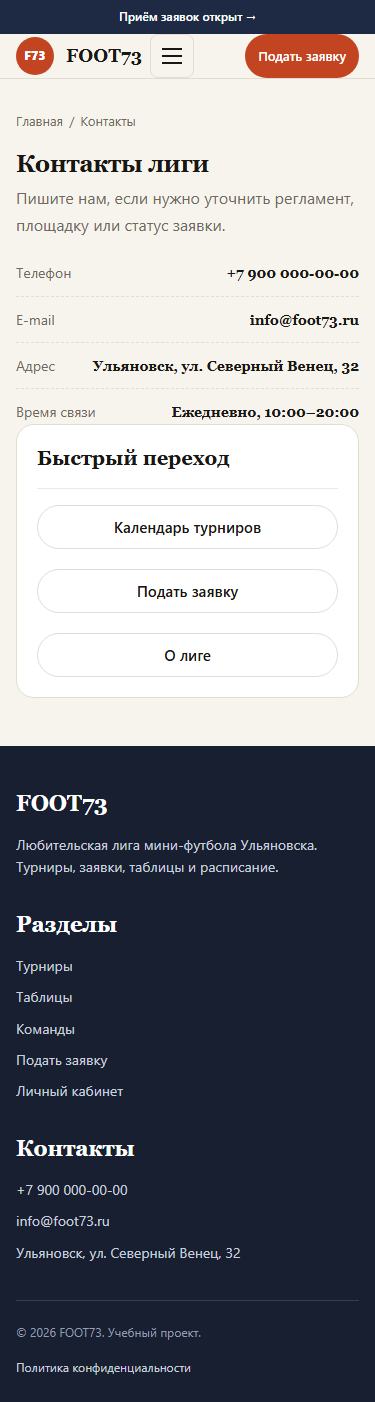 Приём заявок открыт →
F73 FOOT73 Подать заявку
Главная / Контакты
Контакты лиги
Пишите нам, если нужно уточнить регламент,
площадку или статус заявки.
Телефон +7 900 000-00-00
E-mail info@foot73.ru
Адрес Ульяновск, ул. Северный Венец, 32
Время связи Ежедневно, 10:00–20:00
Быстрый переход
Календарь турниров
Подать заявку
О лиге
FOOT73
Любительская лига мини-футбола Ульяновска.
Турниры, заявки, таблицы и расписание.
Разделы
Турниры
Таблицы
Команды
Подать заявку
Личный кабинет
Контакты
+7 900 000-00-00
info@foot73.ru
Ульяновск, ул. Северный Венец, 32
© 2026 FOOT73. Учебный проект.
Политика конфиденциальности